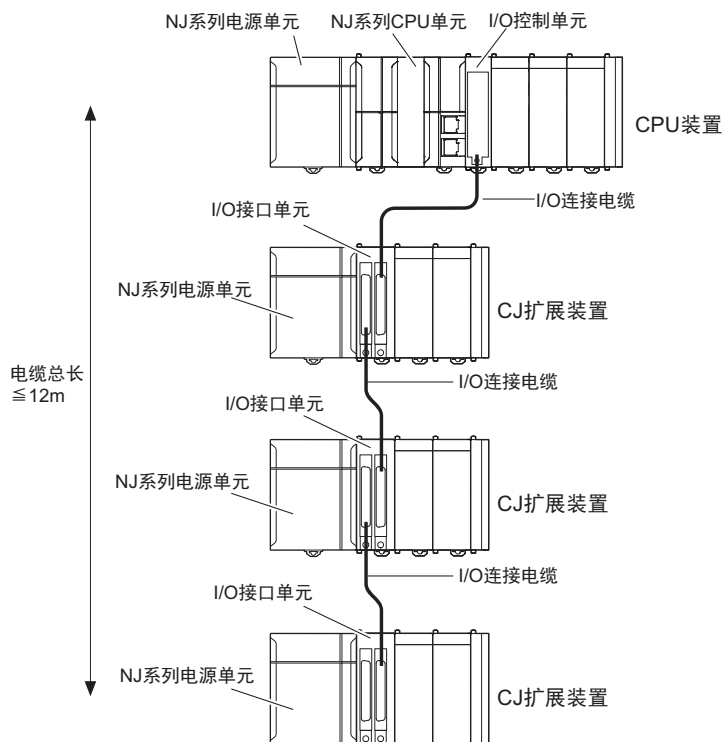 NJ系列电源单元 NJ系列CPU单元 I/O控制单元
CPU装置
I/O连接电缆
I/O接口单元
NJ系列电源单元
CJ扩展装置
电缆总长
≦12m
I/O连接电缆
I/O接口单元
NJ系列电源单元
CJ扩展装置
I/O连接电缆
I/O接口单元
NJ系列电源单元
CJ扩展装置